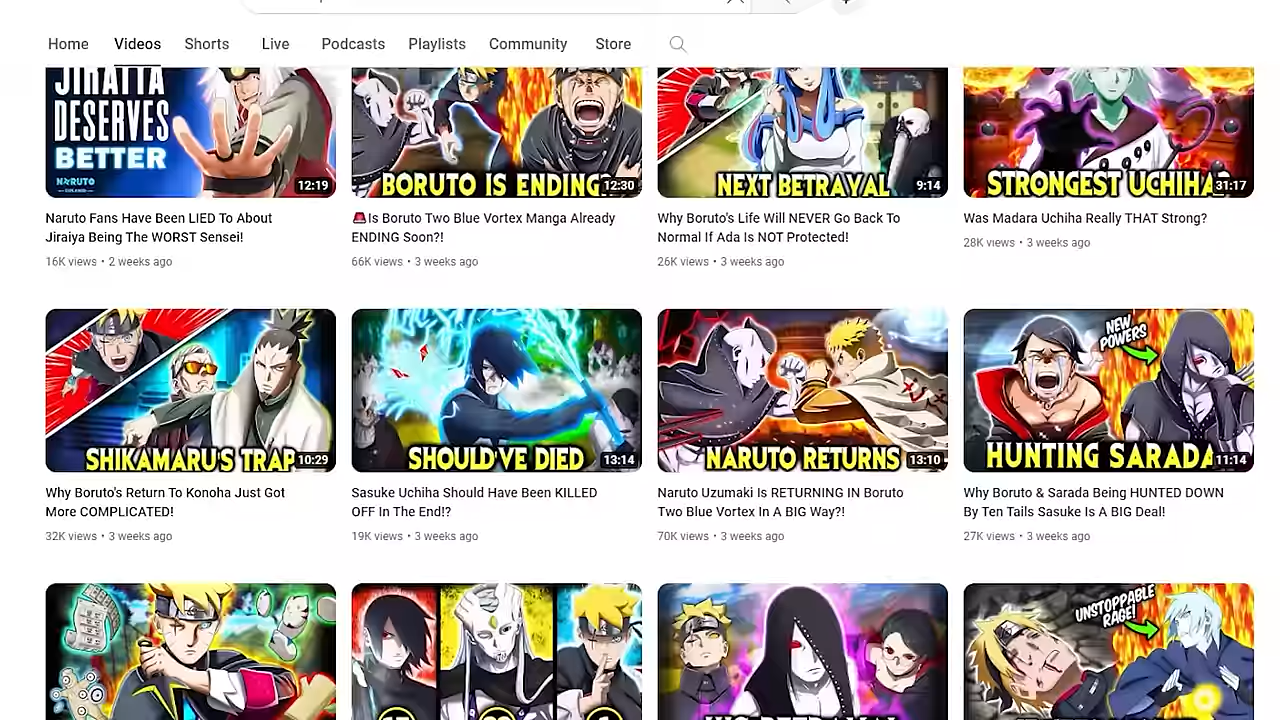 Home Videos Shorts Live Podcasts Playlists Community Store
JIRAIYA
DESERVES
BETTER
NARUTO
12:19
BORUTO IS ENDING?
12:30
NEXT BETRAYAL
9:14
STRONGEST UCHIHA?
31:17
Naruto Fans Have Been LIED To About
Jiraiya Being The WORST Sensei!
16K views • 2 weeks ago
🚨Is Boruto Two Blue Vortex Manga Already
ENDING Soon?!
66K views • 3 weeks ago
Why Boruto's Life Will NEVER Go Back To
Normal If Ada Is NOT Protected!
26K views • 3 weeks ago
Was Madara Uchiha Really THAT Strong?
28K views • 3 weeks ago
SHIKAMARU'S TRAP
10:29
SHOULD'VE DIED
13:14
NARUTO RETURNS
13:10
NEW
POWERS
HUNTING SARADA
11:14
Why Boruto's Return To Konoha Just Got
More COMPLICATED!
32K views • 3 weeks ago
Sasuke Uchiha Should Have Been KILLED
OFF In The End!?
19K views • 3 weeks ago
Naruto Uzumaki Is RETURNING IN Boruto
Two Blue Vortex In A BIG Way?!
70K views • 3 weeks ago
Why Boruto & Sarada Being HUNTED DOWN
By Ten Tails Sasuke Is A BIG Deal!
27K views • 3 weeks ago
UNSTOPPABLE
RAGE!